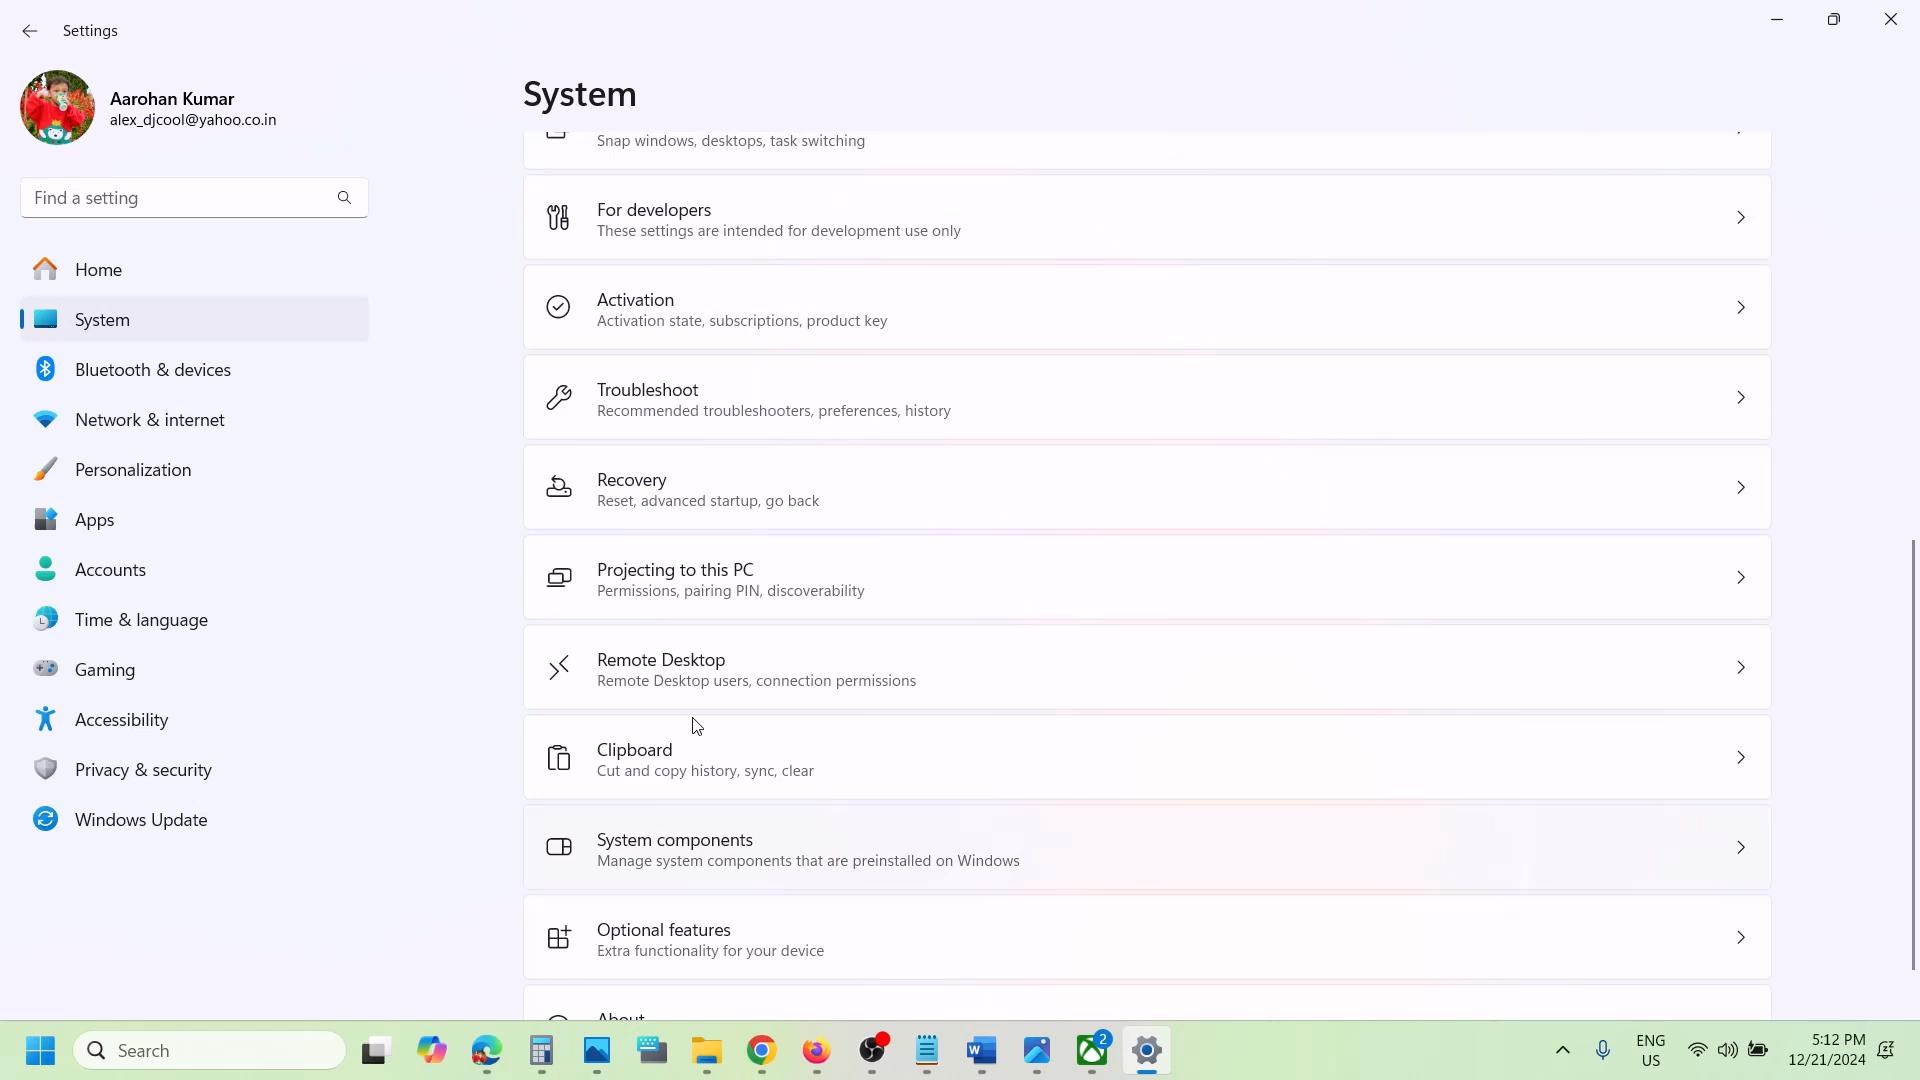 Settings
Aarohan Kumar
alex_djcool@yahoo.co.in
Find a setting
Home
System
Bluetooth & devices
Network & internet
Personalization
Apps
Accounts
Time & language
Gaming
Accessibility
Privacy & security
Windows Update
System
Snap windows, desktops, task switching
For developers
These settings are intended for development use only
Activation
Activation state, subscriptions, product key
Troubleshoot
Recommended troubleshooters, preferences, history
Recovery
Reset, advanced startup, go back
Projecting to this PC
Permissions, pairing PIN, discoverability
Remote Desktop
Remote Desktop users, connection permissions
Clipboard
Cut and copy history, sync, clear
System components
Manage system components that are preinstalled on Windows
Optional features
Extra functionality for your device
About
Search
2
ENG
US
5:12 PM
12/21/2024